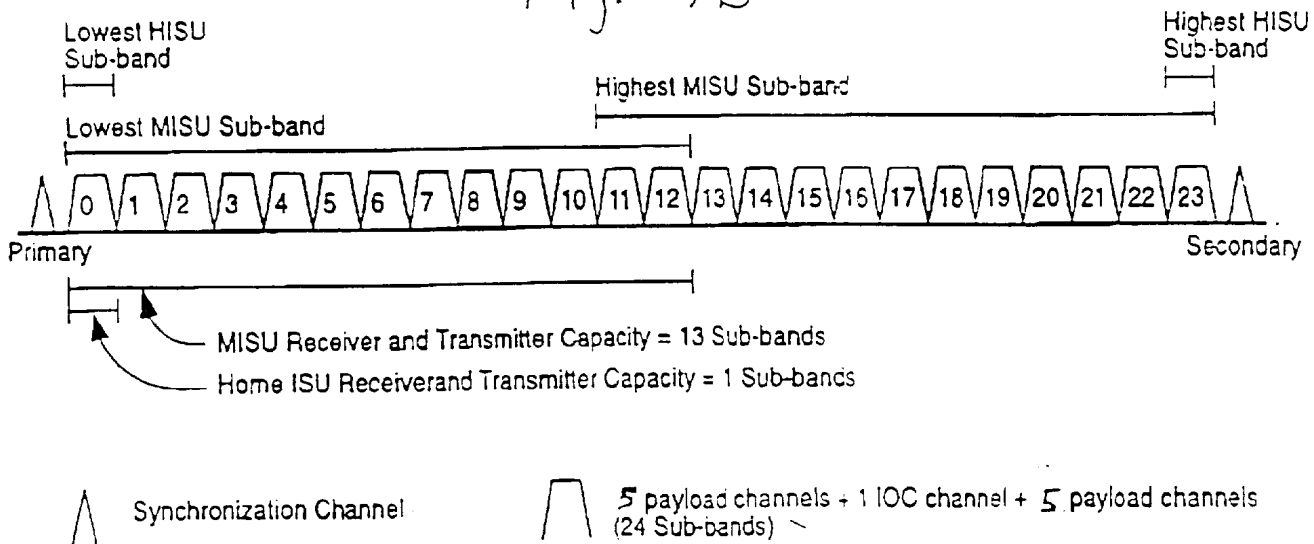 Lowest HISU
Sub-band
Highest HISU
Sub-band
Highest MISU Sub-band
Lowest MISU Sub-band
0 1 2 3 4 5 6 7 8 9 10 11 12 13 14 15 16 17 18 19 20 21 22 23
Primary
Secondary
MISU Receiver and Transmitter Capacity = 13 Sub-bands
Home ISU Receiverand Transmitter Capacity = 1 Sub-bands
Synchronization Channel
5 payload channels + 1 IOC channel + 5 payload channels
(24 Sub-bands)